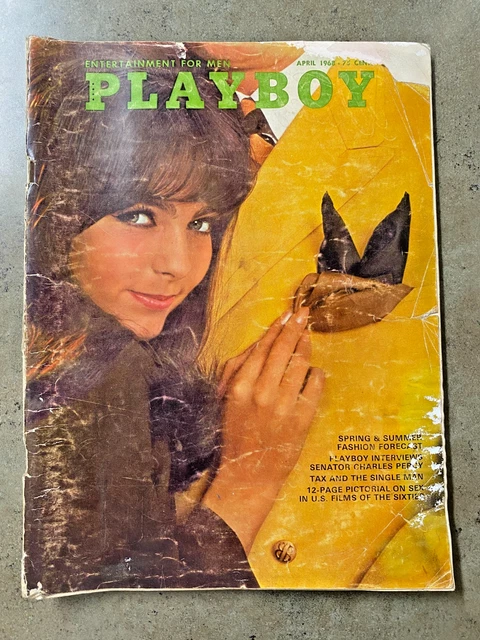 ENTERTAINMENT FOR MEN
APRIL 1968 • 75
PLAYBOY
SPRING & SUMMER
FASHION FORECAST
PLAYBOY INTERVIEWS
SENATOR CHARLES PERCY
TAX AND THE SINGLE MAN
12-PAGE PICTORIAL ON SEX
IN U.S. FILMS OF THE SIXTIES